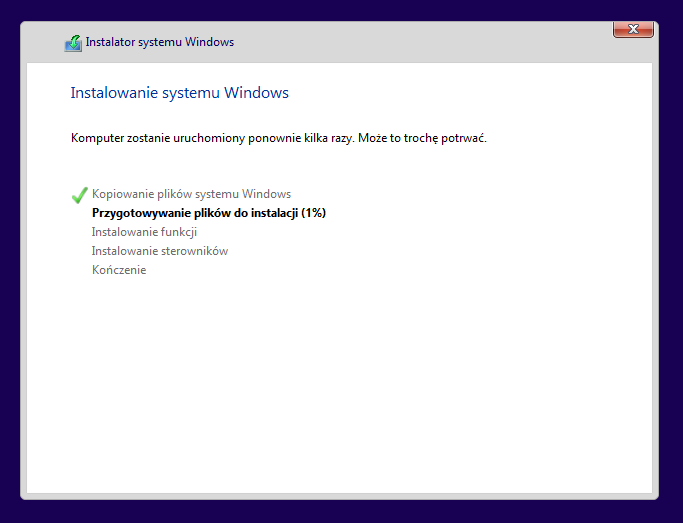 Instalator systemu Windows
Instalowanie systemu Windows
Komputer zostanie uruchomiony ponownie kilka razy. Może to trochę potrwać.
Kopiowanie plików systemu Windows
Przygotowywanie plików do instalacji (1%)
Instalowanie funkcji
Instalowanie sterowników
Kończenie